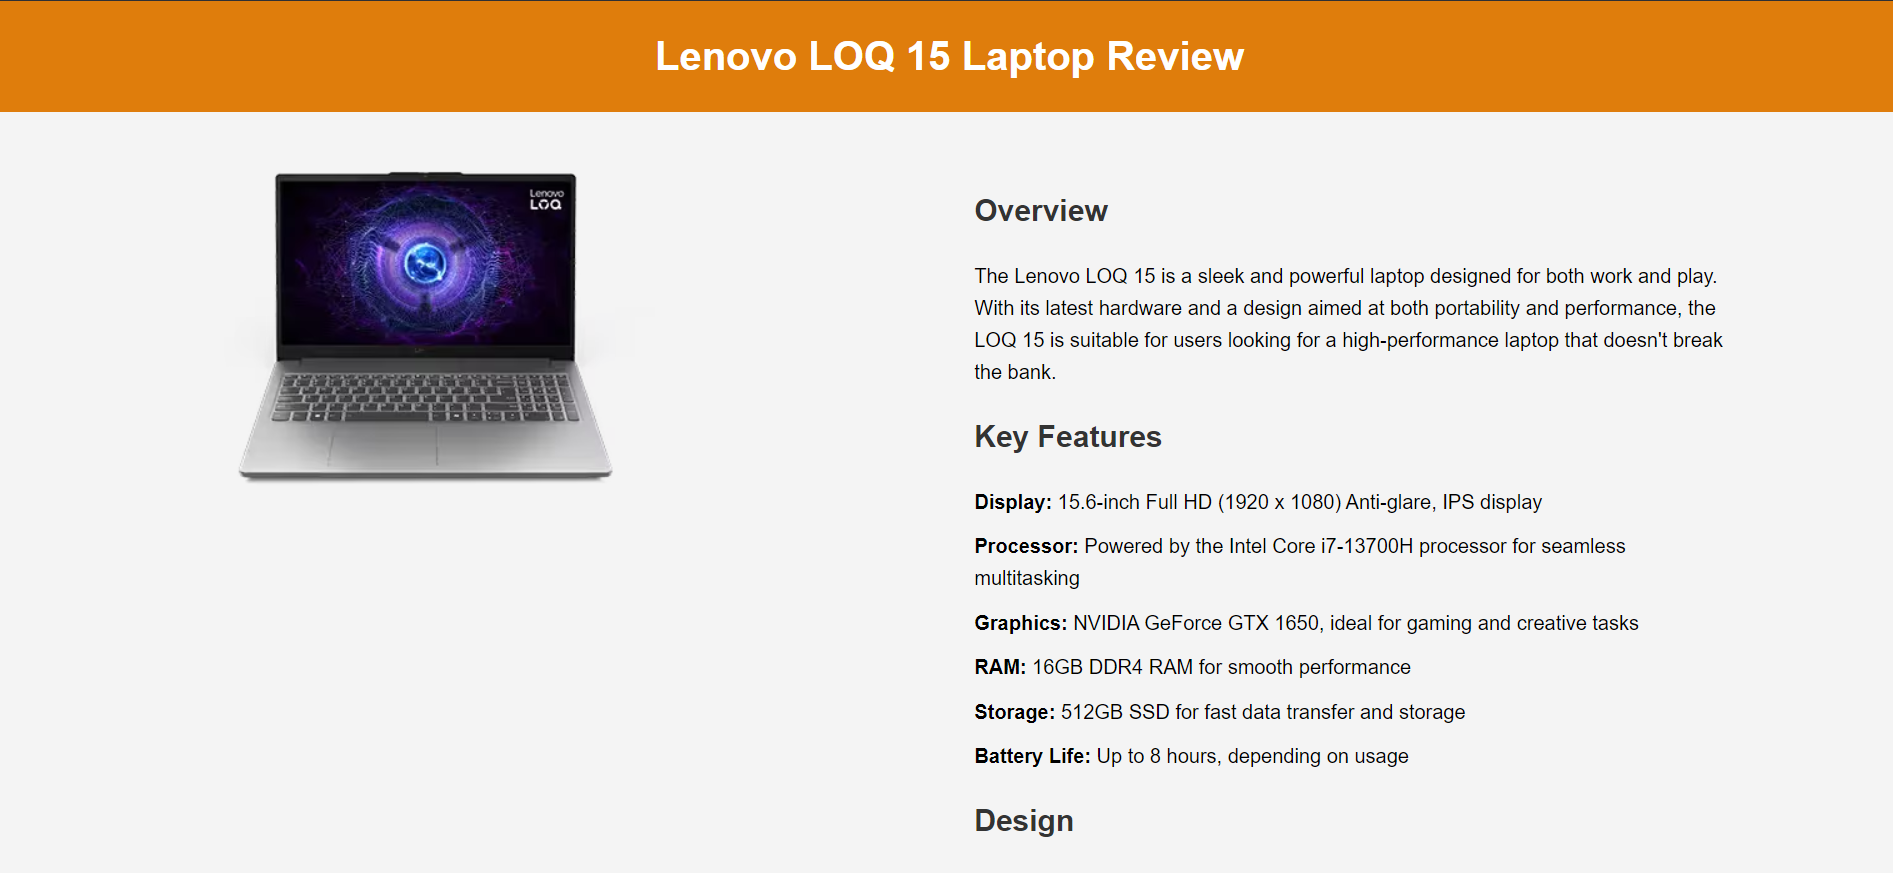 Lenovo LOQ 15 Laptop Review
Lenovo
LOQ
Overview
The Lenovo LOQ 15 is a sleek and powerful laptop designed for both work and play.
With its latest hardware and a design aimed at both portability and performance, the
LOQ 15 is suitable for users looking for a high-performance laptop that doesn't break
the bank.
Key Features
Display: 15.6-inch Full HD (1920 x 1080) Anti-glare, IPS display
Processor: Powered by the Intel Core i7-13700H processor for seamless
multitasking
Graphics: NVIDIA GeForce GTX 1650, ideal for gaming and creative tasks
RAM: 16GB DDR4 RAM for smooth performance
Storage: 512GB SSD for fast data transfer and storage
Battery Life: Up to 8 hours, depending on usage
Design